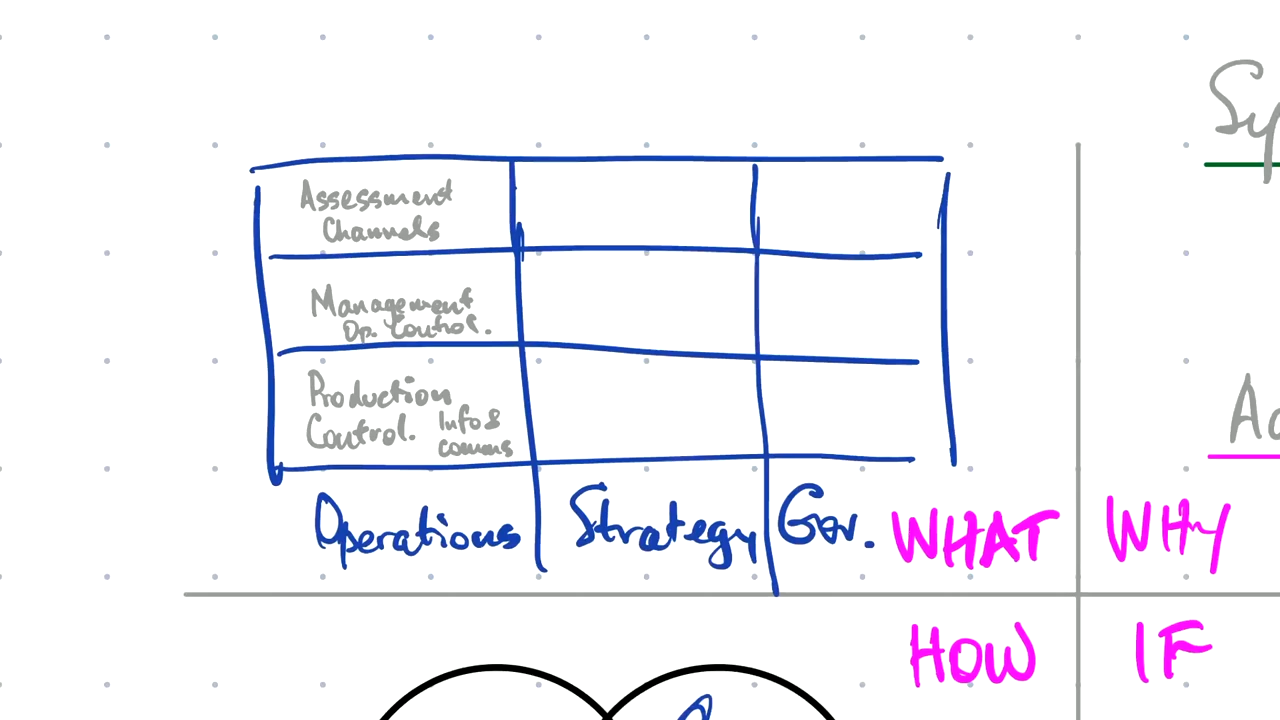 Assessment
Channels
Management
Op. Control.
Production
Control. Info &
comms
Operations Strategy Gov.
WHAT WHY
HOW IF